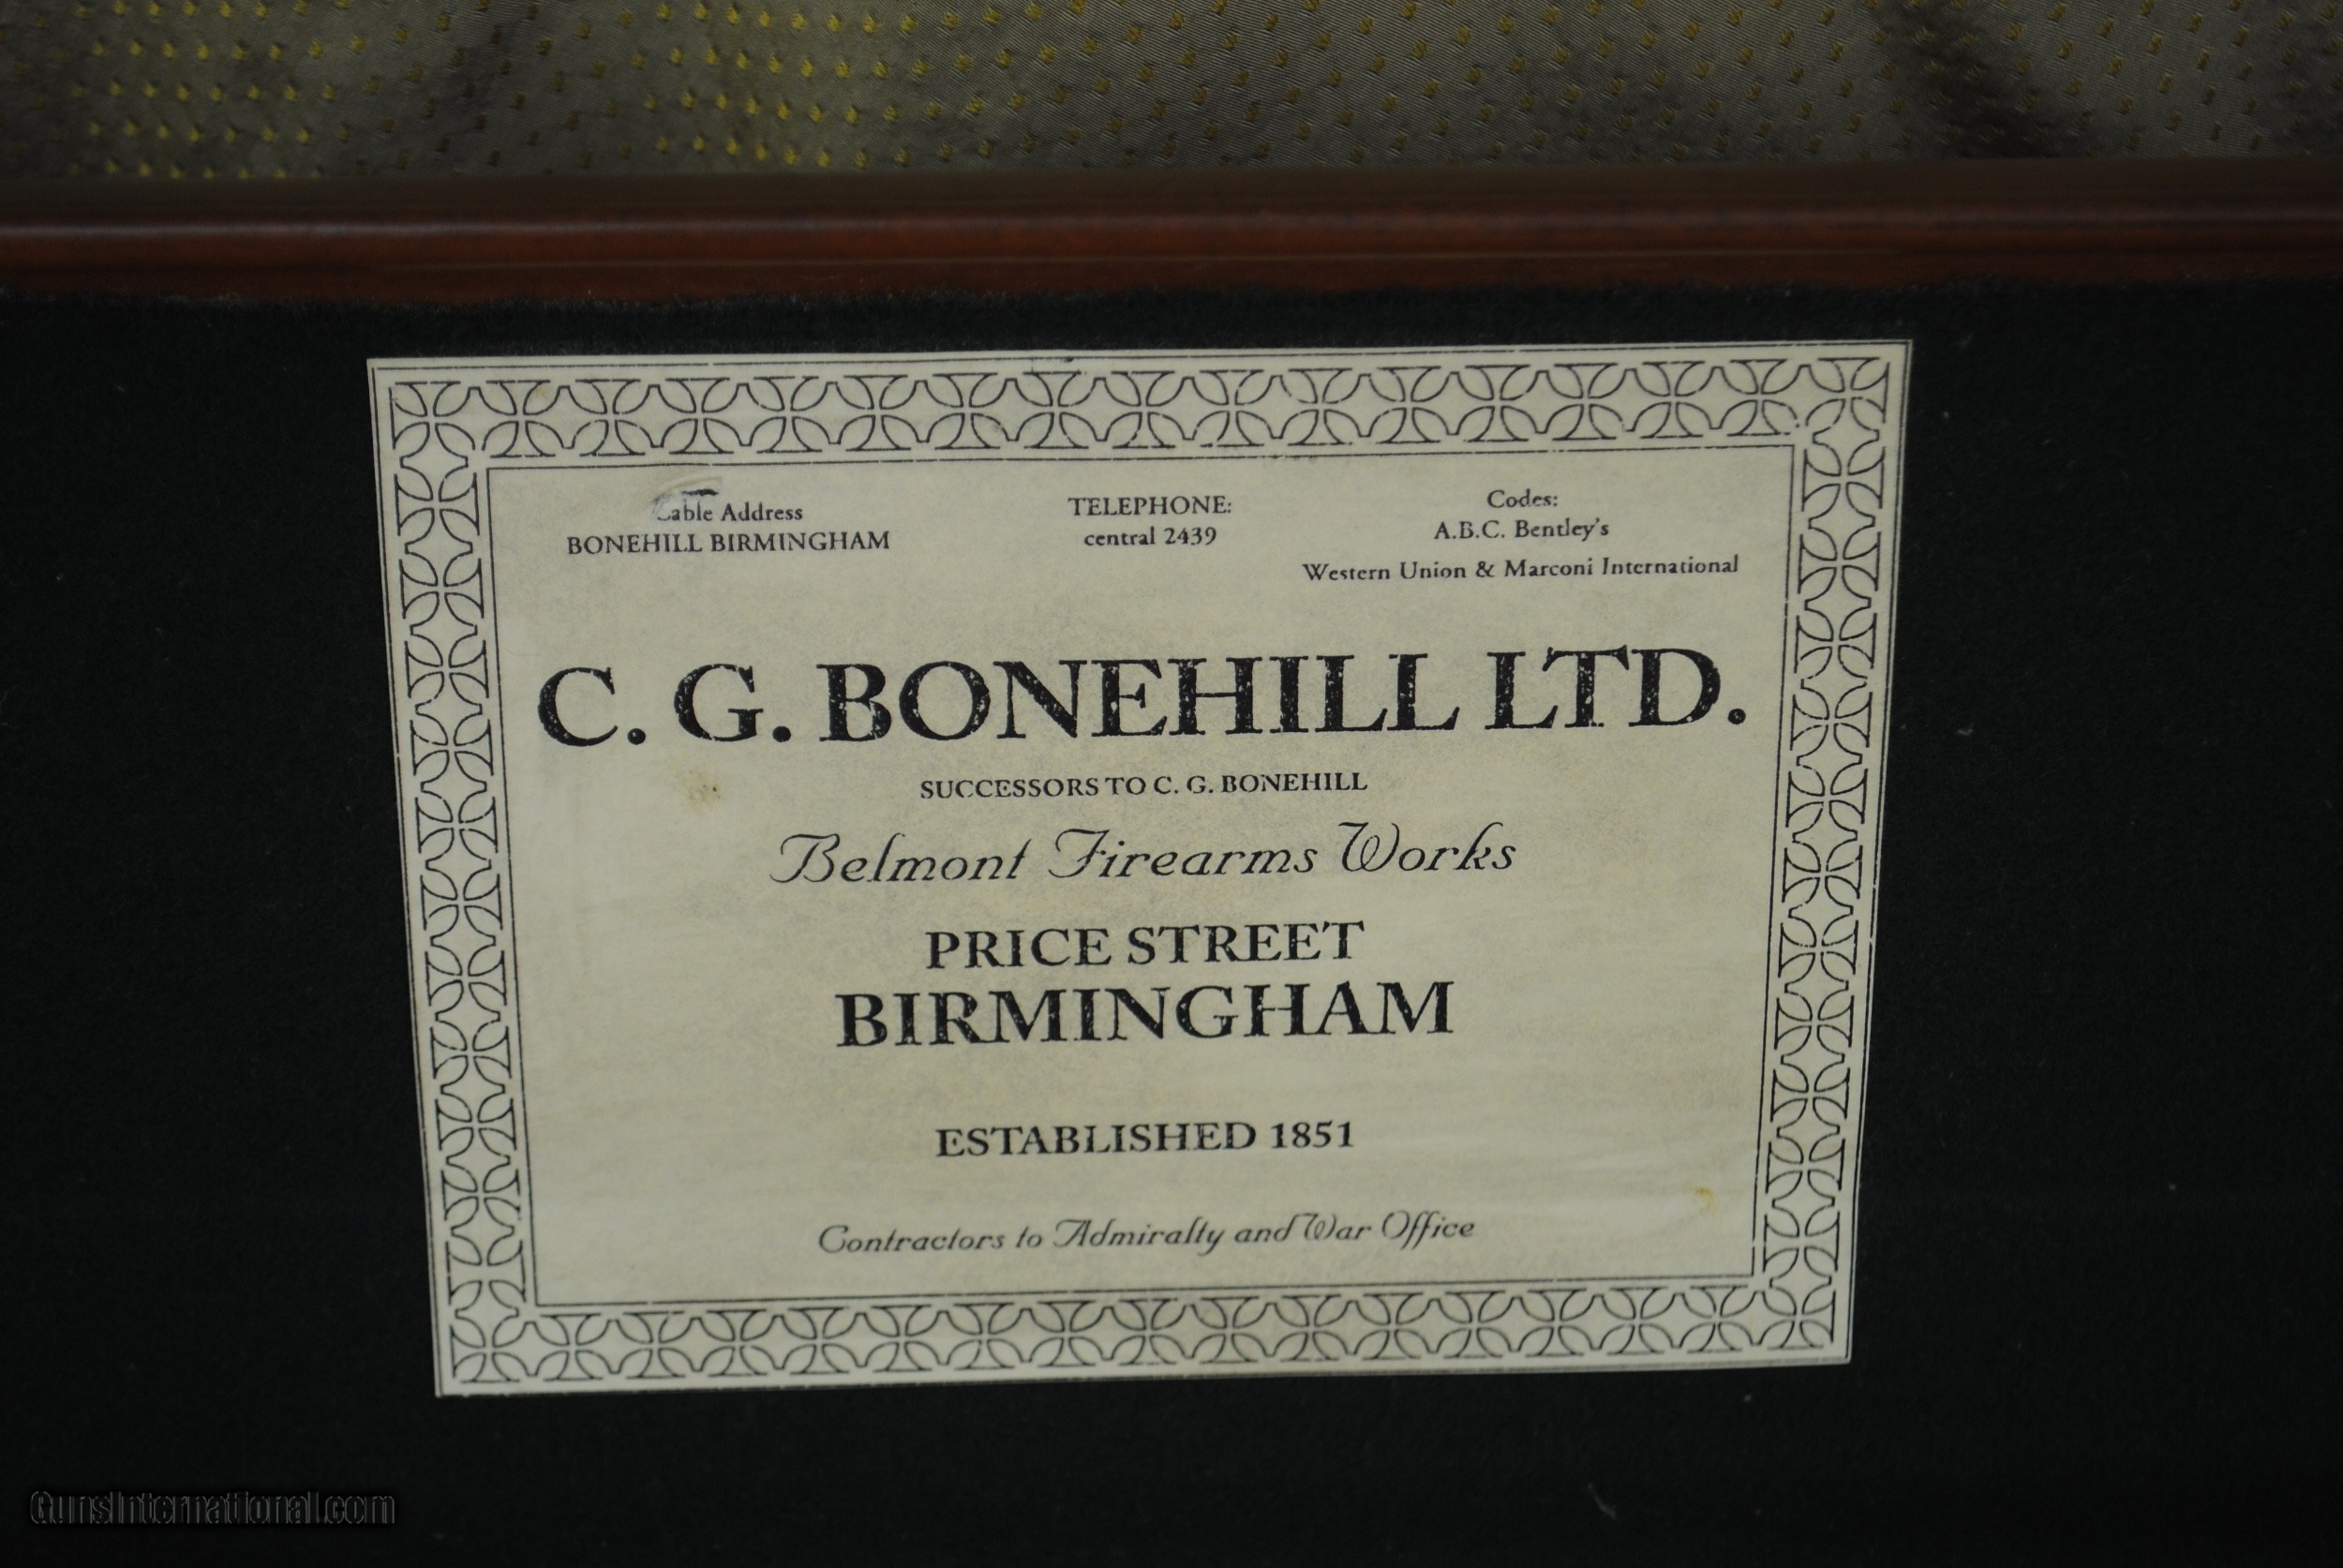 Cable Address
BONEHILL BIRMINGHAM
TELEPHONE:
central 2439
Codes:
A.B.C. Bentley's
Western Union & Marconi International
C. G. BONEHILL LTD.
SUCCESSORS TO C. G. BONEHILL
Belmont Firearms Works
PRICE STREET
BIRMINGHAM
ESTABLISHED 1851
Contractors to Admiralty and War Office
GunsInternational.com